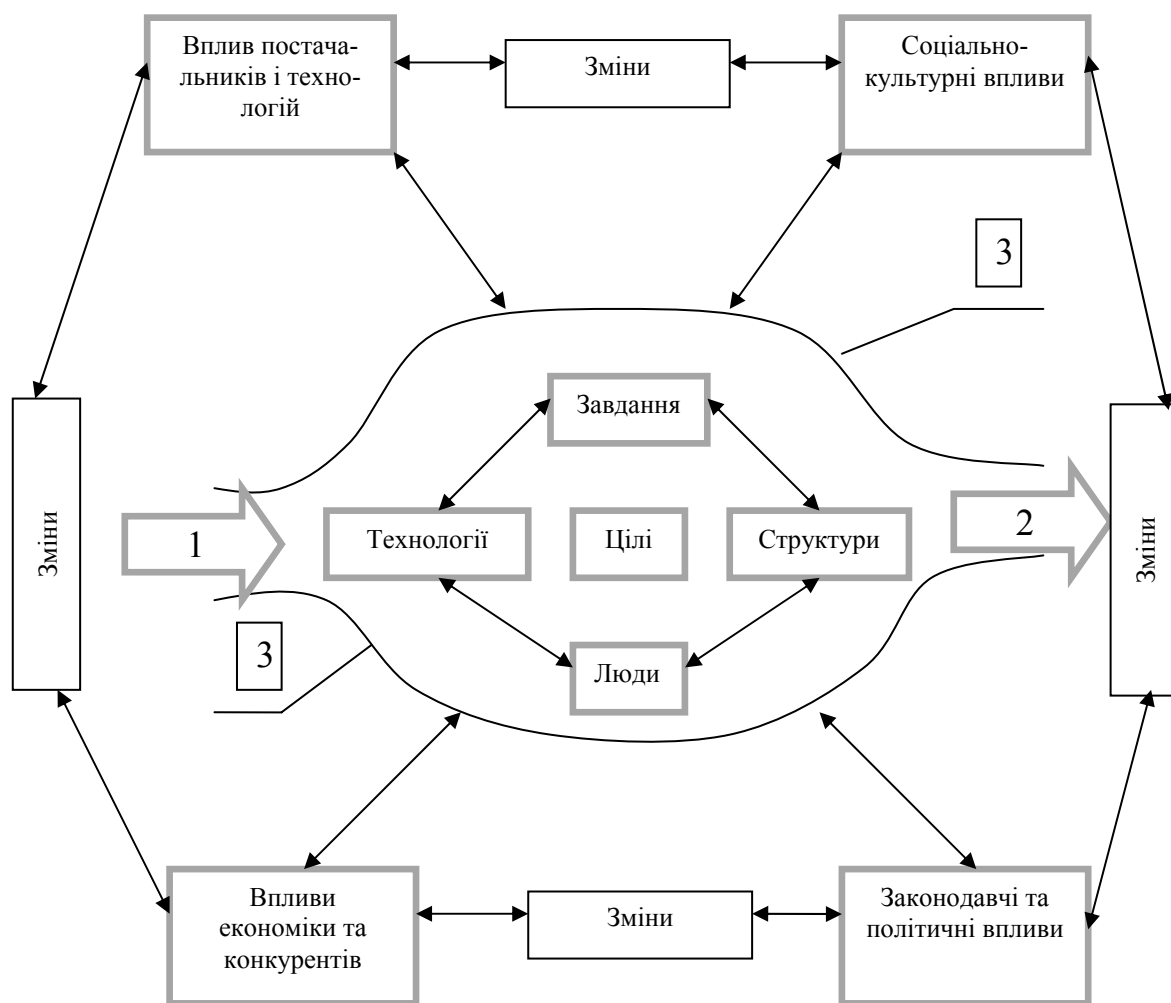 Вплив постача-
льників і техно-
логій
Зміни
Соціально-
культурні впливи
3
Завдання
Зміни
1
Технології
Цілі
Структури
2
Зміни
3
Люди
Впливи
економіки та
конкурентів
Зміни
Законодавчі та
політичні впливи